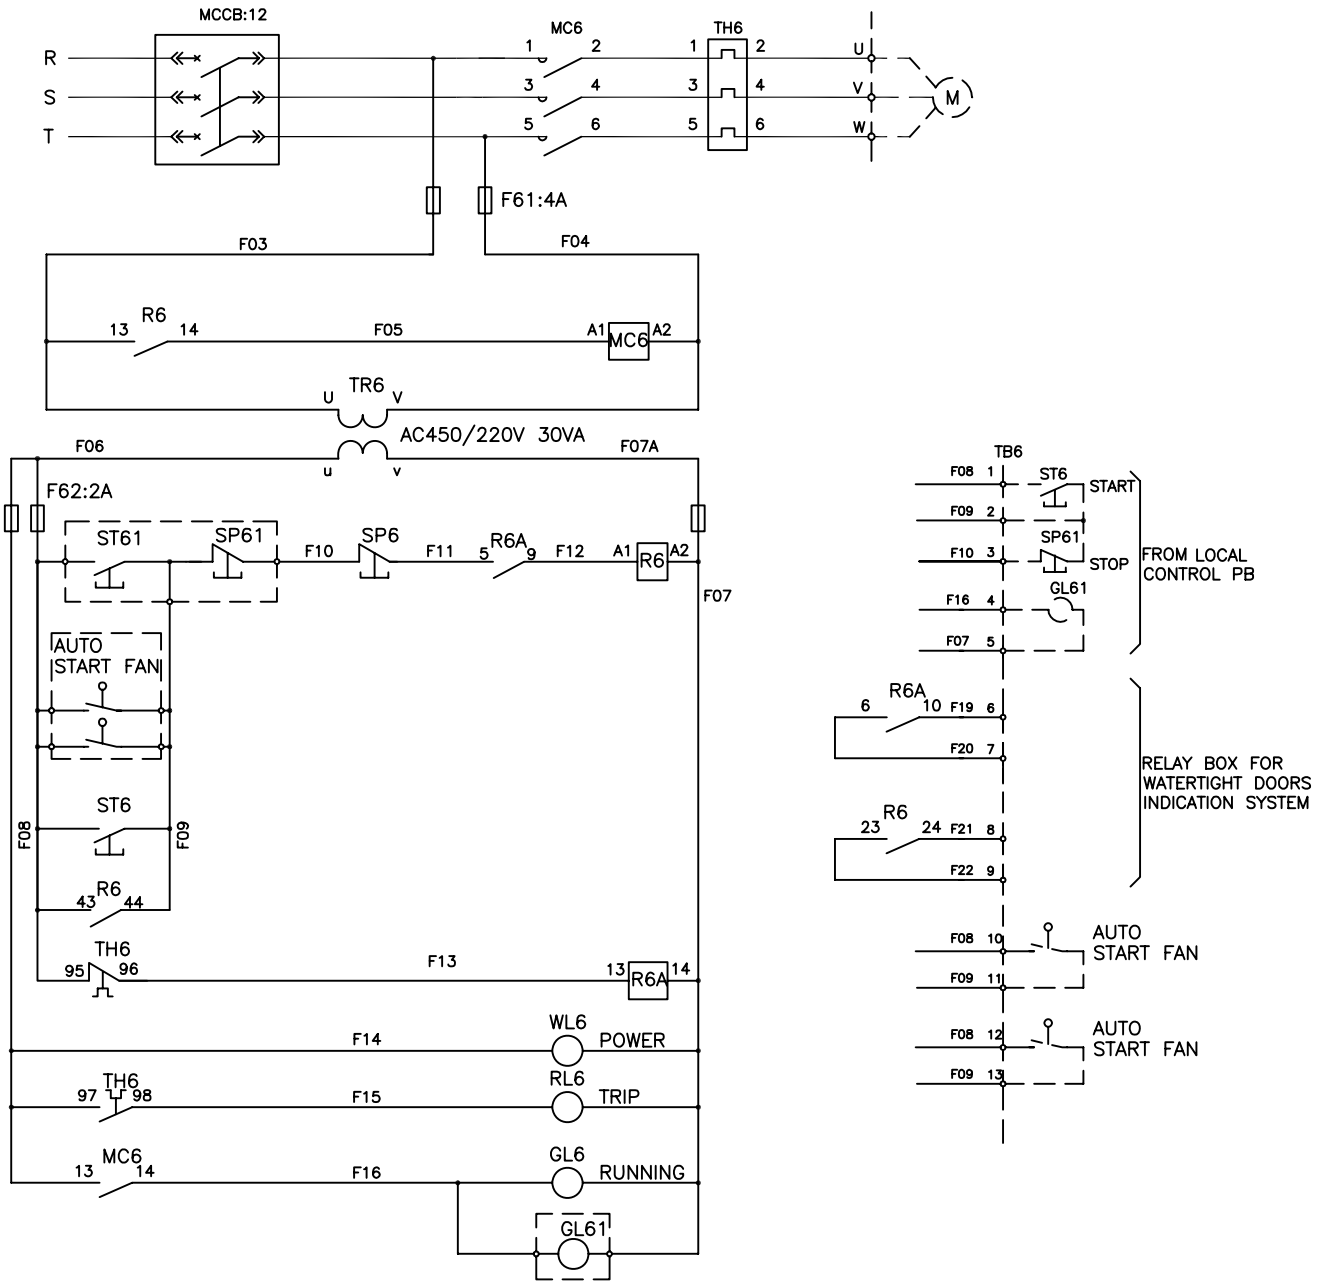 MCCB:12
MC6
TH6
R
1
2
1
2
U
S
3
4
3
4
V
M
T
5
6
5
6
W
F61:4A
F03
F04
R6
13
14
F05
A1
MC6
A2
TR6
U
V
AC450/220V 30VA
F06
u
v
F07A
F62:2A
ST61
SP61
F10
SP6
F11
R6A
5
9
F12
A1
R6
A2
F07
AUTO
START FAN
ST6
F08
F09
R6
43
44
TH6
95
96
F13
13
R6A
14
F14
WL6
POWER
TH6
97
98
F15
RL6
TRIP
MC6
13
14
F16
GL6
RUNNING
GL61
TB6
F08
1
ST6
START
F09
2
SP61
F10
3
STOP
GL61
F16
4
F07
5
FROM LOCAL
CONTROL PB
R6A
6
10
F19
6
F20
7
R6
23
24
F21
8
F22
9
RELAY BOX FOR
WATERTIGHT DOORS
INDICATION SYSTEM
F08
10
AUTO
START FAN
F09
11
F08
12
AUTO
START FAN
F09
13